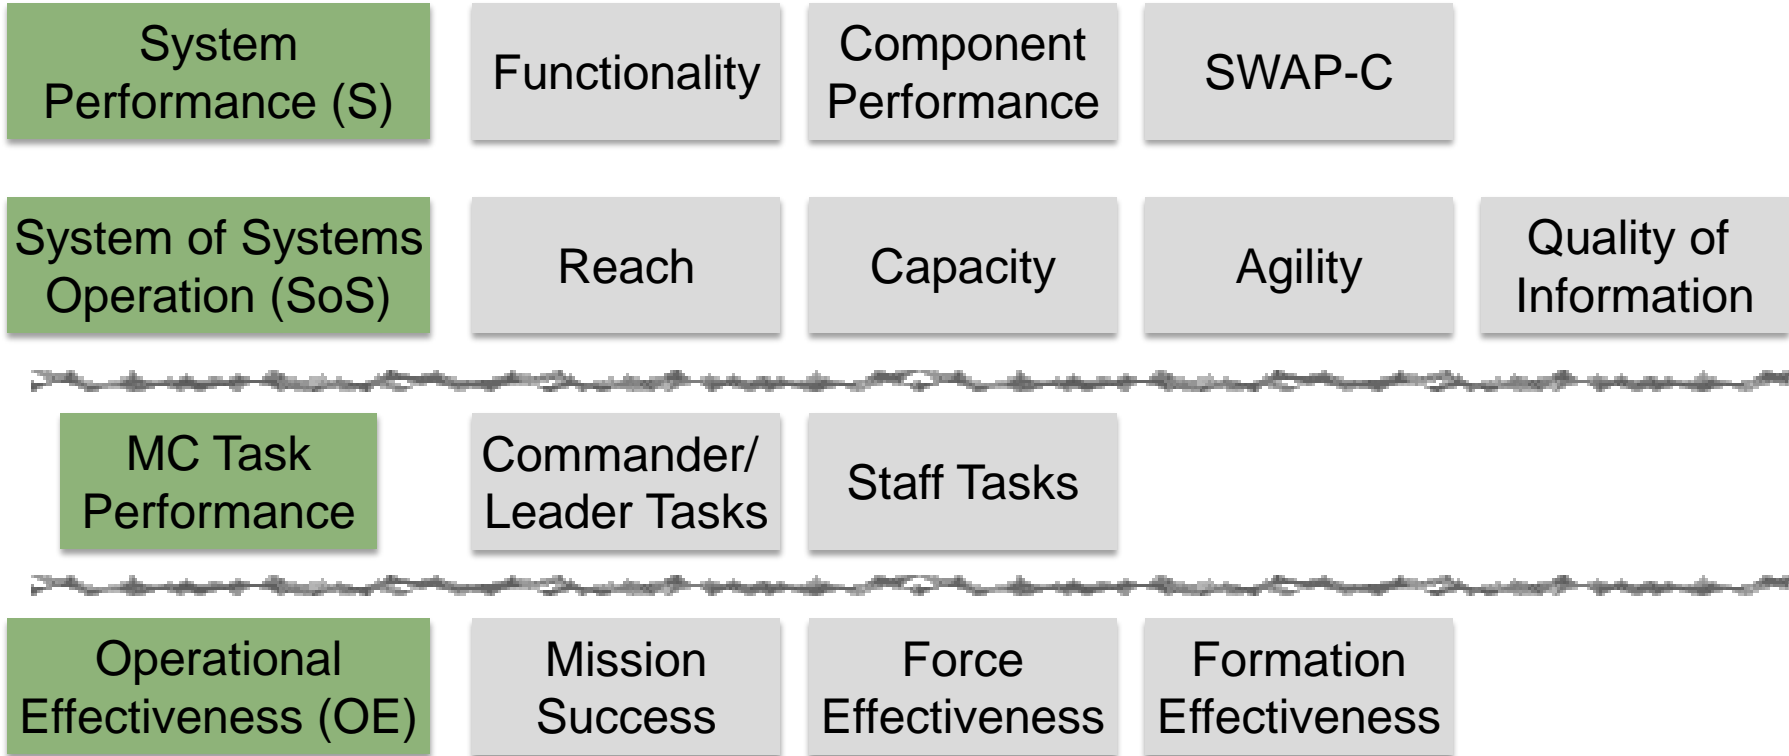 System
Performance (S)
Functionality
Component
Performance
SWAP-C
System of Systems
Operation (SoS)
Reach
Capacity
Agility
Quality of
Information
MC Task
Performance
Commander/
Leader Tasks
Staff Tasks
Operational
Effectiveness (OE)
Mission
Success
Force
Effectiveness
Formation
Effectiveness